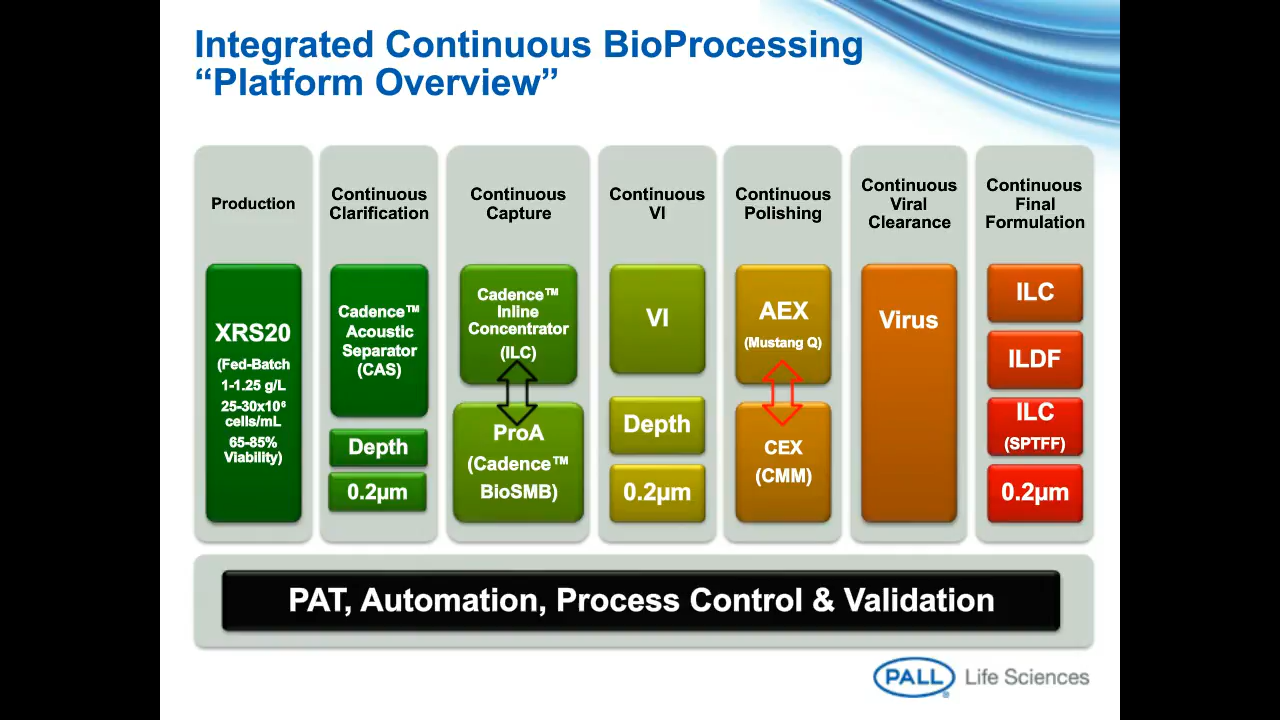 Integrated Continuous BioProcessing
“Platform Overview”
Production
XRS20
(Fed-Batch
1-1.25 g/L
25-30x10⁶
cells/mL
65-85%
Viability)
Continuous
Clarification
Cadence™
Acoustic
Separator
(CAS)
Depth
0.2µm
Continuous
Capture
Cadence™
Inline
Concentrator
(ILC)
ProA
(Cadence™
BioSMB)
Continuous
VI
VI
Depth
0.2µm
Continuous
Polishing
AEX
(Mustang Q)
CEX
(CMM)
Continuous
Viral
Clearance
Virus
Continuous
Final
Formulation
ILC
ILDF
ILC
(SPTFF)
0.2µm
PAT, Automation, Process Control & Validation
PALL® Life Sciences